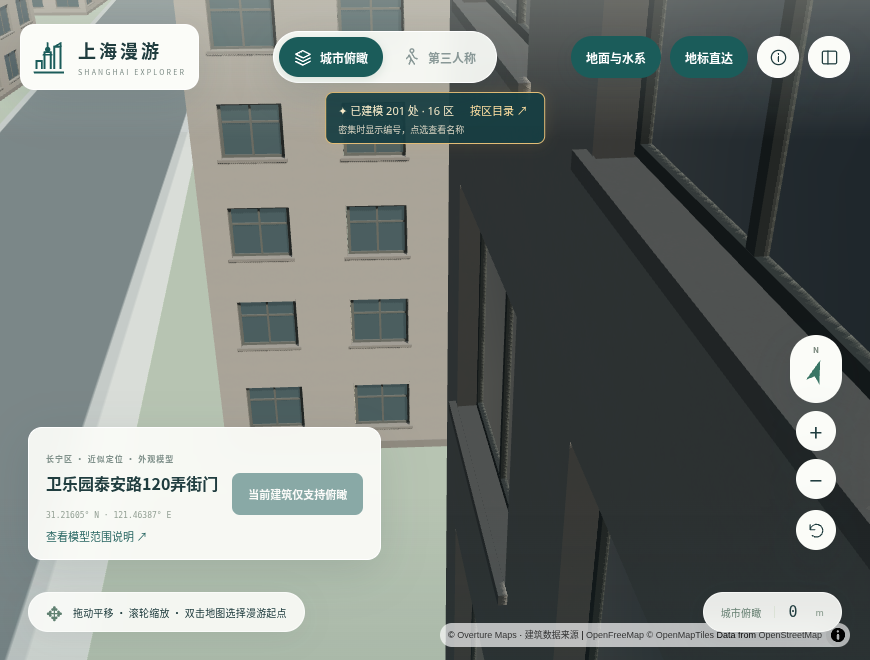 上海漫游
SHANGHAI EXPLORER
城市俯瞰
第三人称
地面与水系
地标直达
✦ 已建模 201 处 · 16 区 按区目录 ↗
密集时显示编号，点选查看名称
N
+
−
长宁区 · 近似定位 · 外观模型
卫乐园泰安路120弄街门
当前建筑仅支持俯瞰
31.21605° N · 121.46387° E
查看模型范围说明 ↗
拖动平移 · 滚轮缩放 · 双击地图选择漫游起点
城市俯瞰 0 m
© Overture Maps · 建筑数据来源 | OpenFreeMap © OpenMapTiles Data from OpenStreetMap